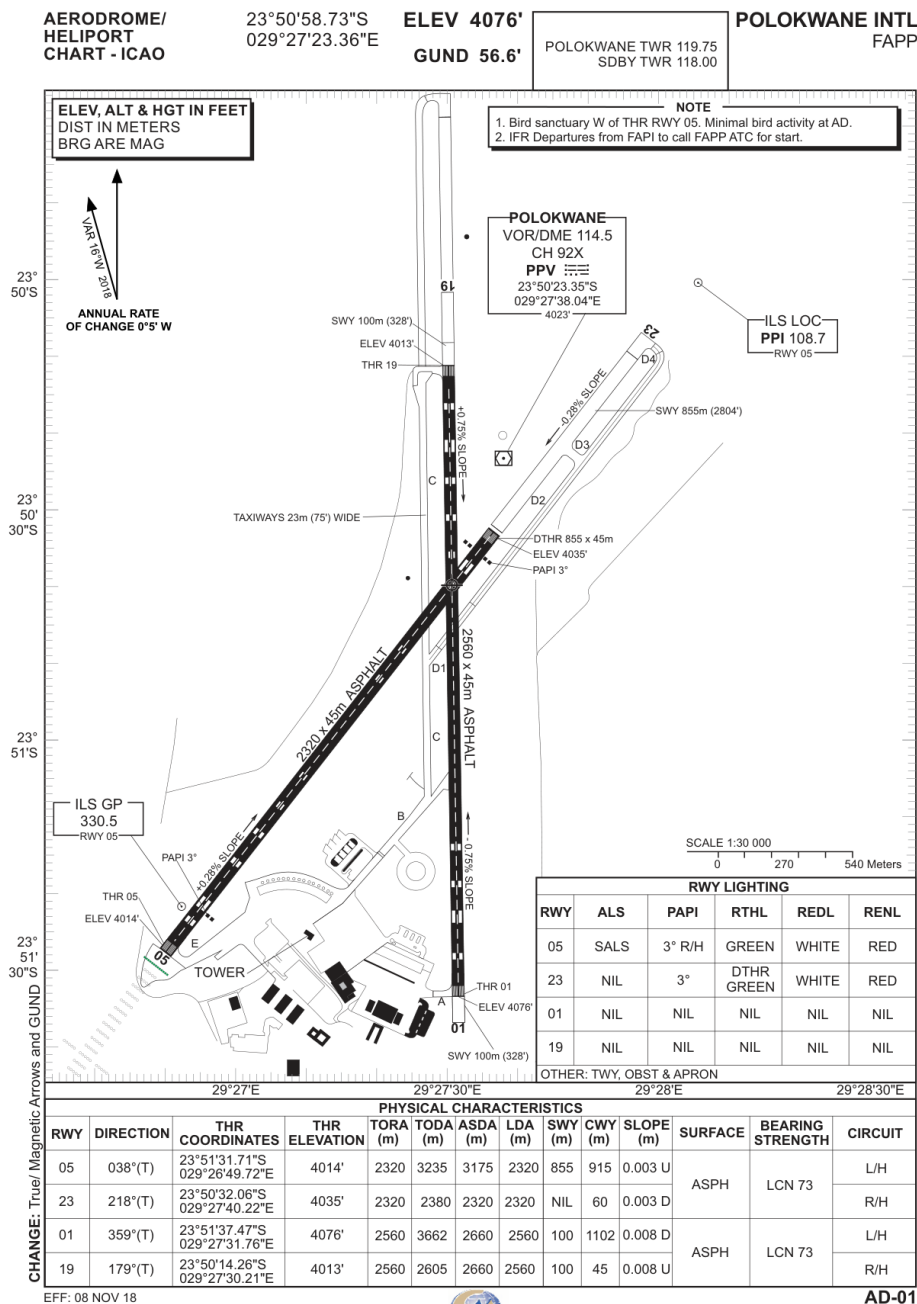 AERODROME/
HELIPORT
CHART - ICAO
23°50'58.73"S
029°27'23.36"E
ELEV 4076'
GUND 56.6'
POLOKWANE TWR 119.75
SDBY TWR 118.00
POLOKWANE INTL
FAPP
ELEV, ALT & HGT IN FEET
DIST IN METERS
BRG ARE MAG
NOTE
1. Bird sanctuary W of THR RWY 05. Minimal bird activity at AD.
2. IFR Departures from FAPI to call FAPP ATC for start.
VAR 16°W 2018
ANNUAL RATE
OF CHANGE 0°5' W
POLOKWANE
VOR/DME 114.5
CH 92X
PPV
23°50'23.35"S
029°27'38.04"E
4023'
23°
50'S
19
SWY 100m (328')
ELEV 4013'
THR 19
ILS LOC
PPI 108.7
RWY 05
23
D4
-0.28% SLOPE
SWY 855m (2804')
+0.75% SLOPE
D3
C
D2
23°
50'
30"S
TAXIWAYS 23m (75') WIDE
DTHR 855 x 45m
ELEV 4035'
PAPI 3°
2560 x 45m ASPHALT
D1
2320 x 45m ASPHALT
C
23°
51'S
ILS GP
330.5
RWY 05
B
- 0.75% SLOPE
+0.28% SLOPE
PAPI 3°
THR 05
ELEV 4014'
E
05
TOWER
23°
51'
30"S
A
THR 01
ELEV 4076'
01
SWY 100m (328')
SCALE 1:30 000
0 270 540 Meters
RWY LIGHTING
RWY ALS PAPI RTHL REDL RENL
05 SALS 3° R/H GREEN WHITE RED
23 NIL 3° DTHR GREEN WHITE RED
01 NIL NIL NIL NIL NIL
19 NIL NIL NIL NIL NIL
OTHER: TWY, OBST & APRON
29°27'E 29°27'30"E 29°28'E 29°28'30"E
CHANGE: True/ Magnetic Arrows and GUND
PHYSICAL CHARACTERISTICS
RWY DIRECTION THR COORDINATES THR ELEVATION TORA (m) TODA (m) ASDA (m) LDA (m) SWY (m) CWY (m) SLOPE (m) SURFACE BEARING STRENGTH CIRCUIT
05 038°(T) 23°51'31.71"S 029°26'49.72"E 4014' 2320 3235 3175 2320 855 915 0.003 U ASPH LCN 73 L/H
23 218°(T) 23°50'32.06"S 029°27'40.22"E 4035' 2320 2380 2320 2320 NIL 60 0.003 D R/H
01 359°(T) 23°51'37.47"S 029°27'31.76"E 4076' 2560 3662 2660 2560 100 1102 0.008 D ASPH LCN 73 L/H
19 179°(T) 23°50'14.26"S 029°27'30.21"E 4013' 2560 2605 2660 2560 100 45 0.008 U R/H
EFF: 08 NOV 18
AD-01